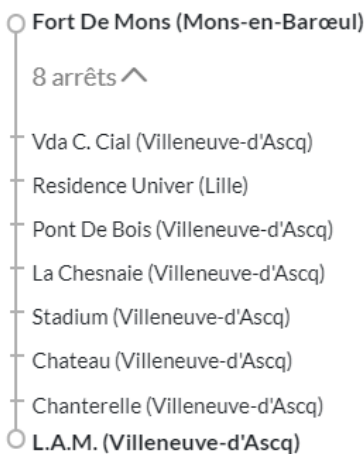 Fort De Mons (Mons-en-Barœul)
8 arrêts
Vda C. Cial (Villeneuve-d'Ascq)
Residence Univer (Lille)
Pont De Bois (Villeneuve-d'Ascq)
La Chesnaie (Villeneuve-d'Ascq)
Stadium (Villeneuve-d'Ascq)
Chateau (Villeneuve-d'Ascq)
Chanterelle (Villeneuve-d'Ascq)
L.A.M. (Villeneuve-d'Ascq)